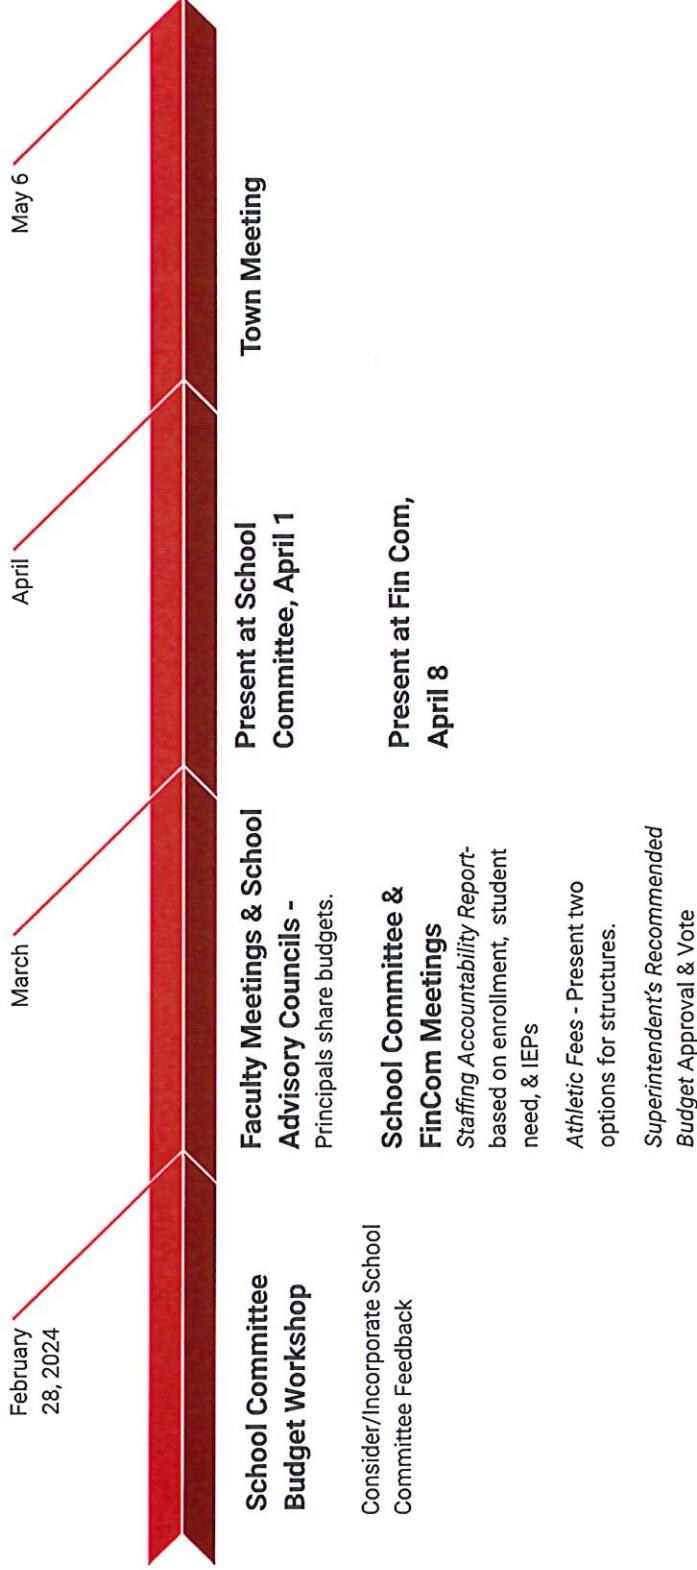 February
28, 2024
School Committee
Budget Workshop
Consider/Incorporate School
Committee Feedback
March
Faculty Meetings & School
Advisory Councils -
Principals share budgets.
School Committee &
FinCom Meetings
Staffing Accountability Report-
based on enrollment, student
need, & IEPs
Athletic Fees - Present two
options for structures.
Superintendent's Recommended
Budget Approval & Vote
April
Present at School
Committee, April 1
Present at Fin Com,
April 8
May 6
Town Meeting